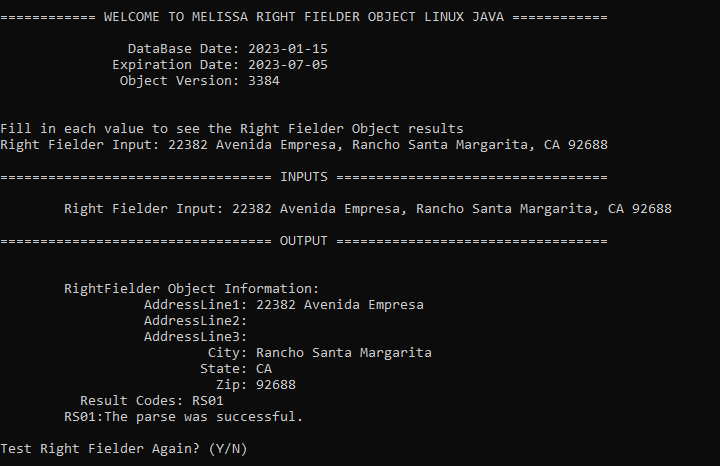 ============ WELCOME TO MELISSA RIGHT FIELDER OBJECT LINUX JAVA ============
DataBase Date: 2023-01-15
Expiration Date: 2023-07-05
Object Version: 3384
Fill in each value to see the Right Fielder Object results
Right Fielder Input: 22382 Avenida Empresa, Rancho Santa Margarita, CA 92688
================================== INPUTS ==================================
Right Fielder Input: 22382 Avenida Empresa, Rancho Santa Margarita, CA 92688
================================== OUTPUT ==================================
RightFielder Object Information:
AddressLine1: 22382 Avenida Empresa
AddressLine2:
AddressLine3:
City: Rancho Santa Margarita
State: CA
Zip: 92688
Result Codes: RS01
RS01:The parse was successful.
Test Right Fielder Again? (Y/N)